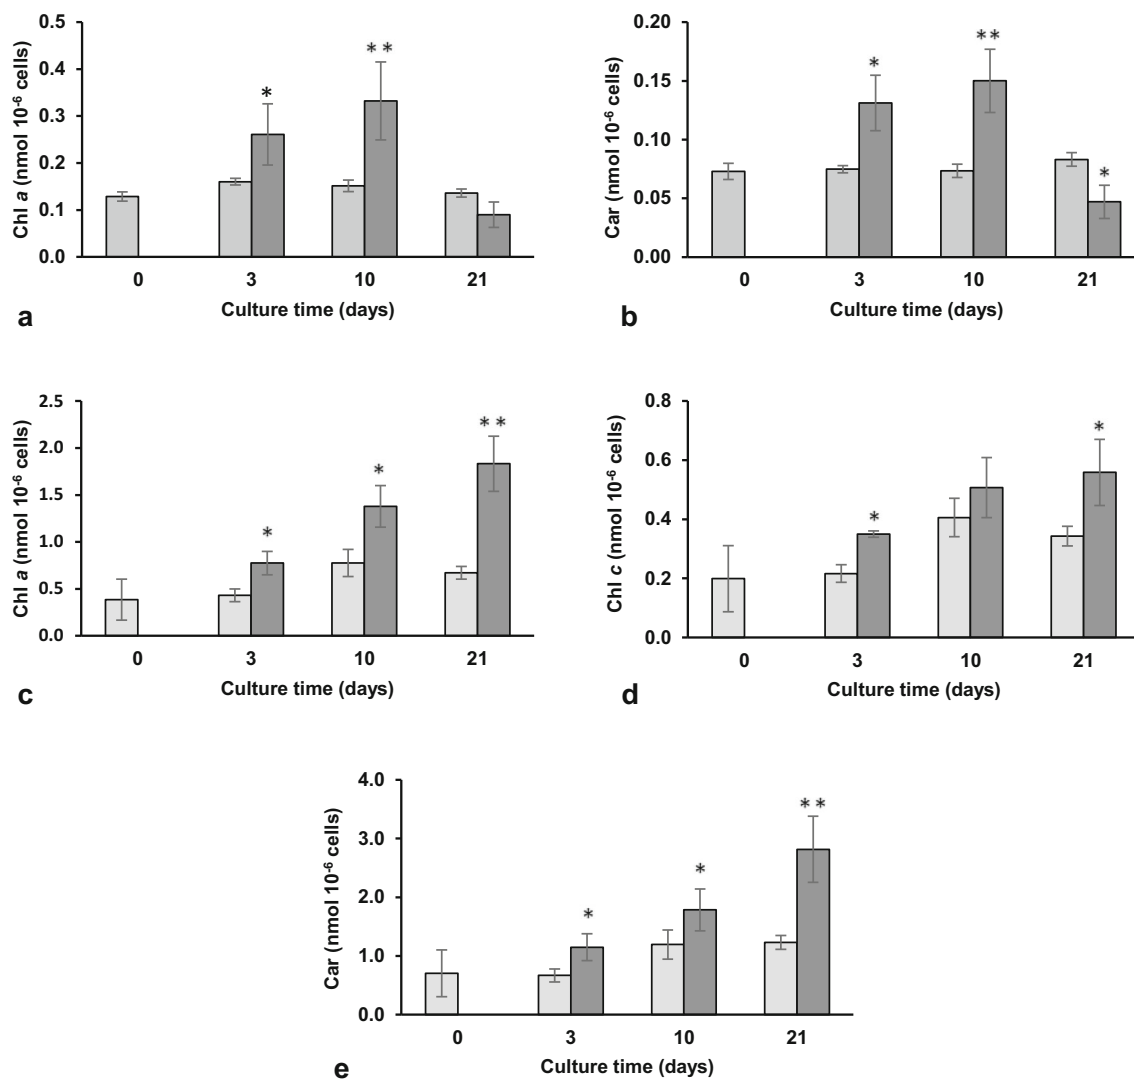 0.5
0.4
0.3
0.2
0.1
0.0
Chl a (nmol 10⁻⁶ cells)
*
**
0 3 10 21
Culture time (days)
a
0.20
0.15
0.10
0.05
0.00
Car (nmol 10⁻⁶ cells)
*
**
*
0 3 10 21
Culture time (days)
b
2.5
2.0
1.5
1.0
0.5
0.0
Chl a (nmol 10⁻⁶ cells)
*
*
**
0 3 10 21
Culture time (days)
c
0.8
0.6
0.4
0.2
0.0
Chl c (nmol 10⁻⁶ cells)
*
*
0 3 10 21
Culture time (days)
d
4.0
3.0
2.0
1.0
0.0
Car (nmol 10⁻⁶ cells)
*
*
**
0 3 10 21
Culture time (days)
e